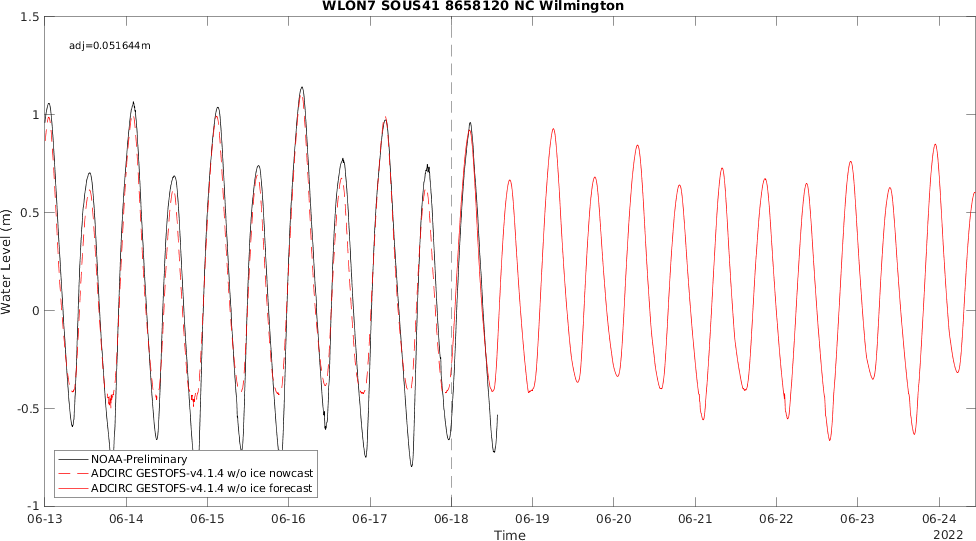 WLON7 SOUS41 8658120 NC Wilmington
adj=0.051644m
Water Level (m)
1.5
1
0.5
0
-0.5
-1
NOAA-Preliminary
ADCIRC GESTOFS-v4.1.4 w/o ice nowcast
ADCIRC GESTOFS-v4.1.4 w/o ice forecast
06-13 06-14 06-15 06-16 06-17 06-18 06-19 06-20 06-21 06-22 06-23 06-24
Time
2022